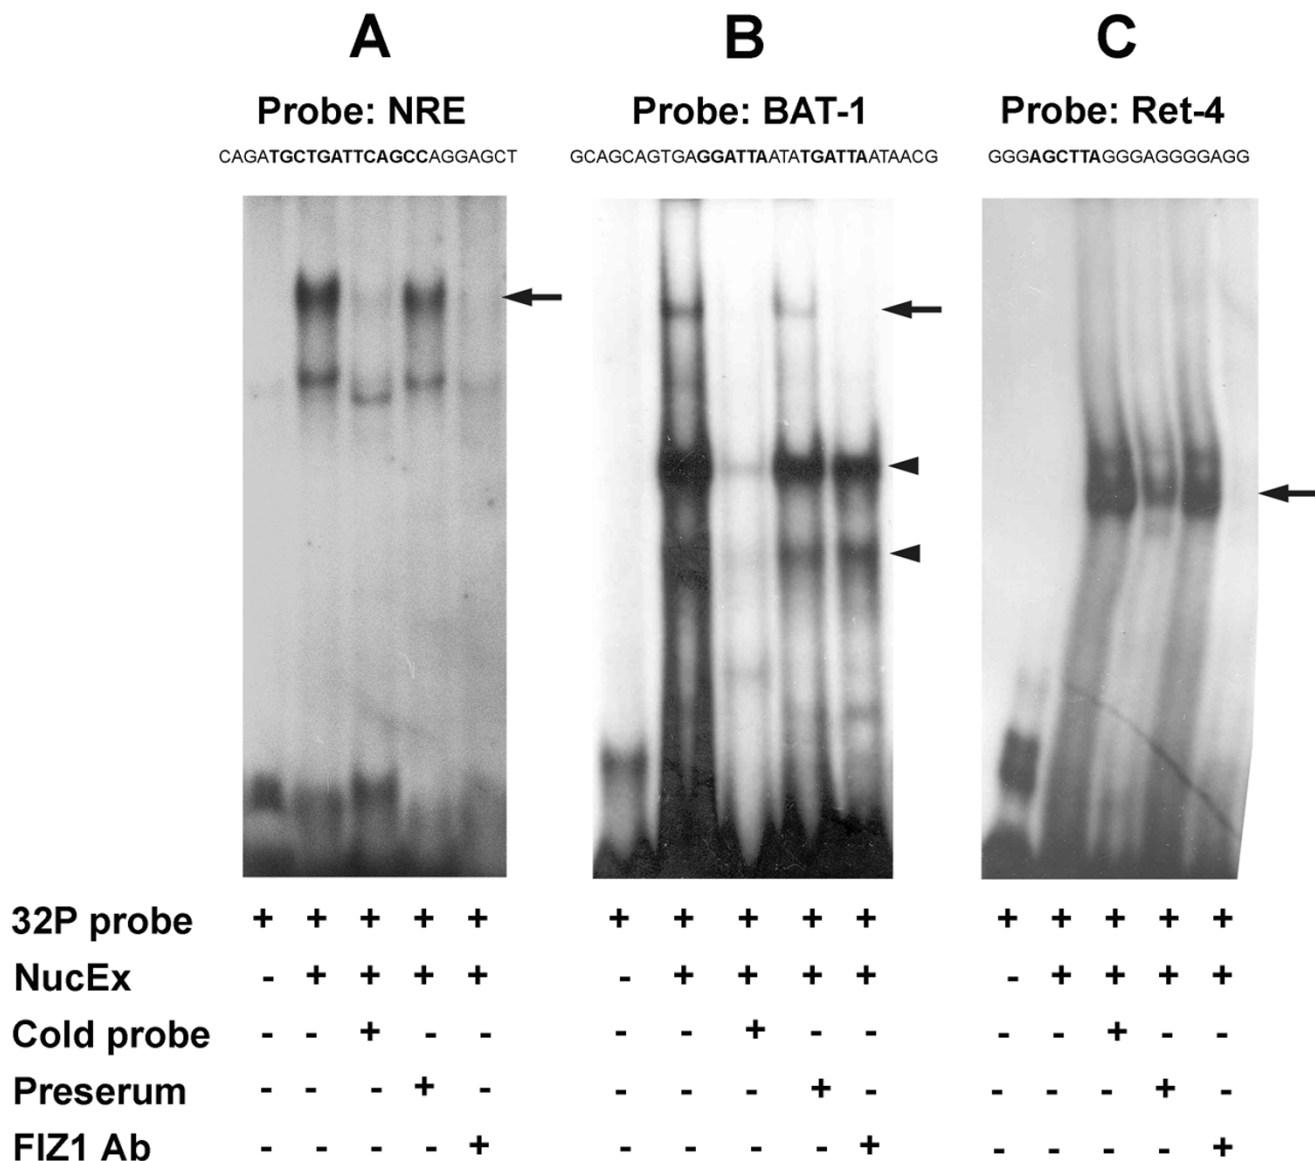 A
B
C
Probe: NRE
Probe: BAT-1
Probe: Ret-4
CAGATGCTGATTCAGCCAGGAGCT
GCAGCAGTGAGGATTAATATGATTAATAACG
GGGAGCTTAGGGAGGGGAGG
32P probe + + + + + + + + + + + + + + +
NucEx - + + + + - + + + + - + + + +
Cold probe - - + - - - - + - - - - + - -
Preserum - - - + - - - - + - - - - + -
FIZ1 Ab - - - - + - - - - + - - - - +